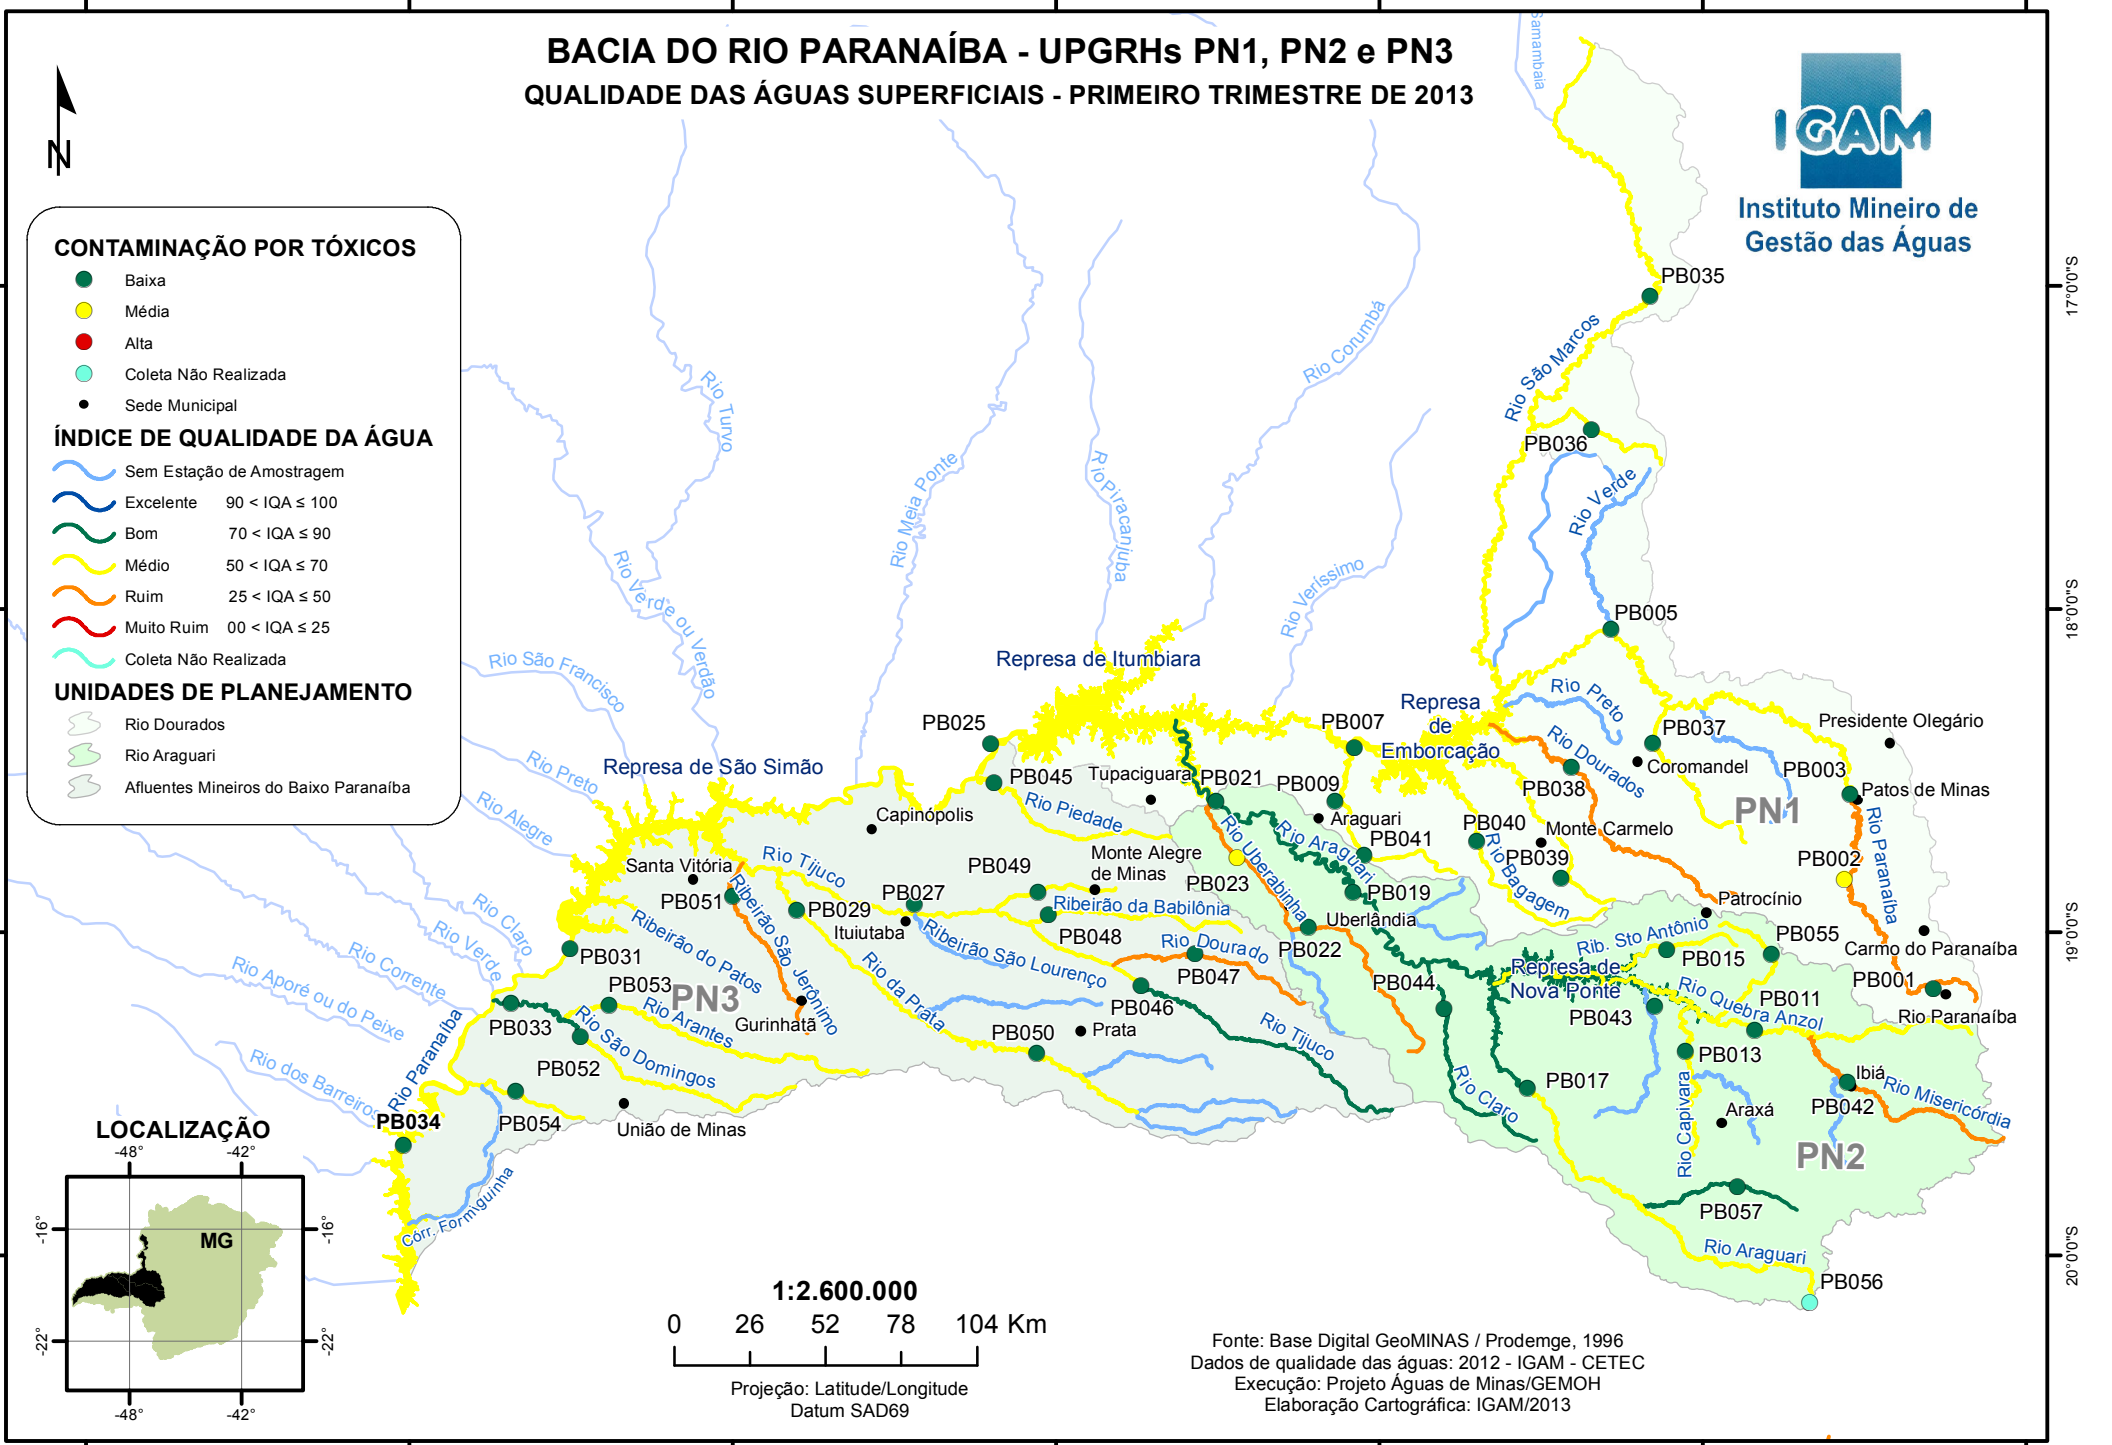 BACIA DO RIO PARANAÍBA - UPGRHs PN1, PN2 e PN3
QUALIDADE DAS ÁGUAS SUPERFICIAIS - PRIMEIRO TRIMESTRE DE 2013
N
IGAM
Instituto Mineiro de
Gestão das Águas
CONTAMINAÇÃO POR TÓXICOS
Baixa
Média
Alta
Coleta Não Realizada
Sede Municipal
ÍNDICE DE QUALIDADE DA ÁGUA
Sem Estação de Amostragem
Excelente 90 < IQA ≤ 100
Bom 70 < IQA ≤ 90
Médio 50 < IQA ≤ 70
Ruim 25 < IQA ≤ 50
Muito Ruim 00 < IQA ≤ 25
Coleta Não Realizada
UNIDADES DE PLANEJAMENTO
Rio Dourados
Rio Araguari
Afluentes Mineiros do Baixo Paranaíba
Samambaia
PB035
17°0'0"S
Rio São Marcos
Rio Corumbá
Rio Turvo
PB036
Rio Meia Ponte
Rio Piracanjuba
Rio Verde
Rio Verde ou Verdão
Rio Veríssimo
PB005
18°0'0"S
Rio São Francisco
Represa de Itumbiara
Rio Preto
Represa
de
Emborcação
PB025
PB007
PB037
Presidente Olegário
Rio Preto
Represa de São Simão
PB045
Tupaciguara
PB021
PB009
Rio Dourados
Coromandel
PB003
Patos de Minas
PB038
PN1
Rio Alegre
Capinópolis
Rio Piedade
Araguari
PB041
PB040
Monte Carmelo
Rio Paranaíba
Rio Araguari
Rio Uberabinha
PB039
PB002
Santa Vitória
Rio Tijuco
PB049
Monte Alegre
de Minas
PB023
PB019
Rio Bagagem
Patrocínio
PB051
PB029
PB027
Ituiutaba
Ribeirão da Babilônia
Uberlândia
Rio Claro
Rio Verde
PB048
PB022
Rib. Sto Antônio
PB055
Carmo do Paranaíba
PB031
Ribeirão do Patos
Ribeirão São Jerônimo
Ribeirão São Lourenço
Rio Dourado
PB047
PB015
Rio Corrente
Rio Aporé ou do Peixe
PB053
PN3
Rio da Prata
PB046
PB044
Represa de
Nova Ponte
Rio Quebra Anzol
PB011
PB001
Rio Paranaíba
PB043
19°0'0"S
PB033
Rio Arantes
Gurinhatã
Rio São Domingos
PB050
Prata
Rio Tijuco
PB013
Rio dos Barreiros
Rio Paranaíba
PB052
Rio Claro
PB017
Ibiá
PB042
Rio Misericórdia
Rio Capivara
Araxá
PB034
PB054
União de Minas
PN2
Córr. Formiguinha
PB057
Rio Araguari
20°0'0"S
PB056
LOCALIZAÇÃO
-48° -42°
-16° -16°
MG
-22° -22°
-48° -42°
1:2.600.000
0 26 52 78 104 Km
Projeção: Latitude/Longitude
Datum SAD69
Fonte: Base Digital GeoMINAS / Prodemge, 1996
Dados de qualidade das águas: 2012 - IGAM - CETEC
Execução: Projeto Águas de Minas/GEMOH
Elaboração Cartográfica: IGAM/2013